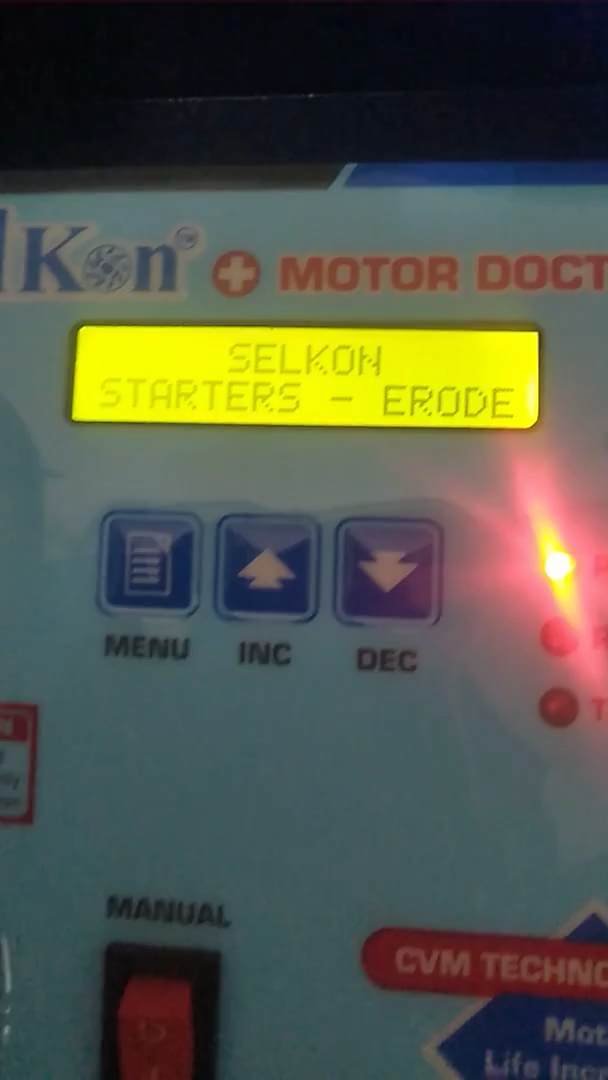 lKon
MOTOR DOCT
SELKON
STARTERS - ERODE
MENU
INC
DEC
MANUAL
CVM TECHNO
Mot
Life Inc